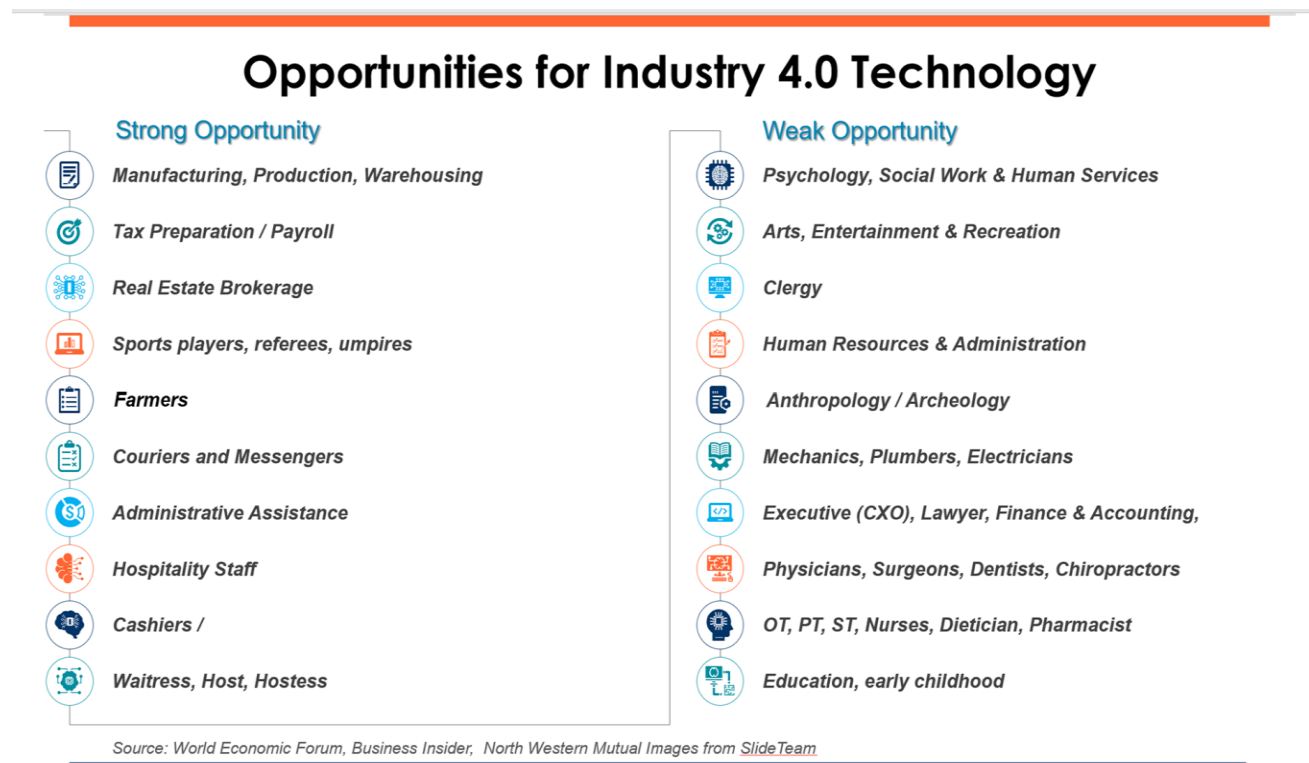 Opportunities for Industry 4.0 Technology
Strong Opportunity
Manufacturing, Production, Warehousing
Tax Preparation / Payroll
Real Estate Brokerage
Sports players, referees, umpires
Farmers
Couriers and Messengers
Administrative Assistance
Hospitality Staff
Cashiers /
Waitress, Host, Hostess
Weak Opportunity
Psychology, Social Work & Human Services
Arts, Entertainment & Recreation
Clergy
Human Resources & Administration
Anthropology / Archeology
Mechanics, Plumbers, Electricians
Executive (CXO), Lawyer, Finance & Accounting,
Physicians, Surgeons, Dentists, Chiropractors
OT, PT, ST, Nurses, Dietician, Pharmacist
Education, early childhood
Source: World Economic Forum, Business Insider, North Western Mutual Images from SlideTeam